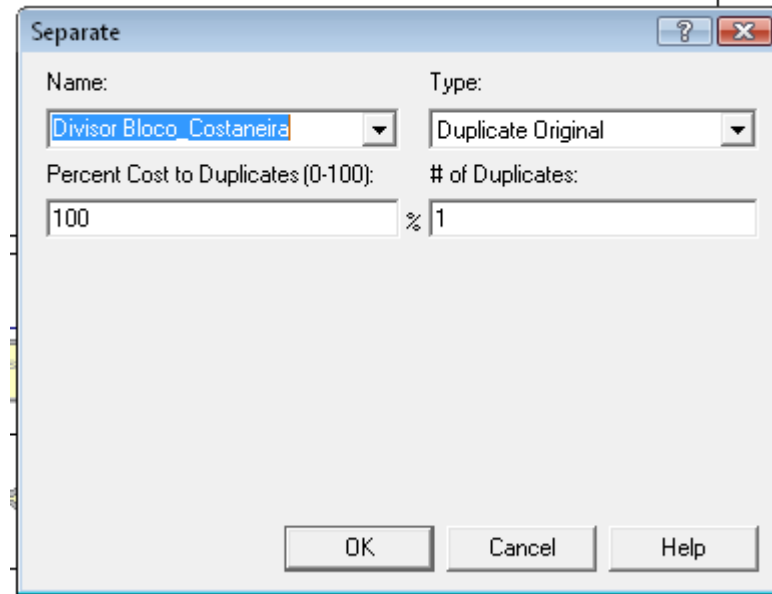 Separate
Name: Type:
Divisor Bloco_Costaneira Duplicate Original
Percent Cost to Duplicates (0-100): # of Duplicates:
100 % 1
OK Cancel Help